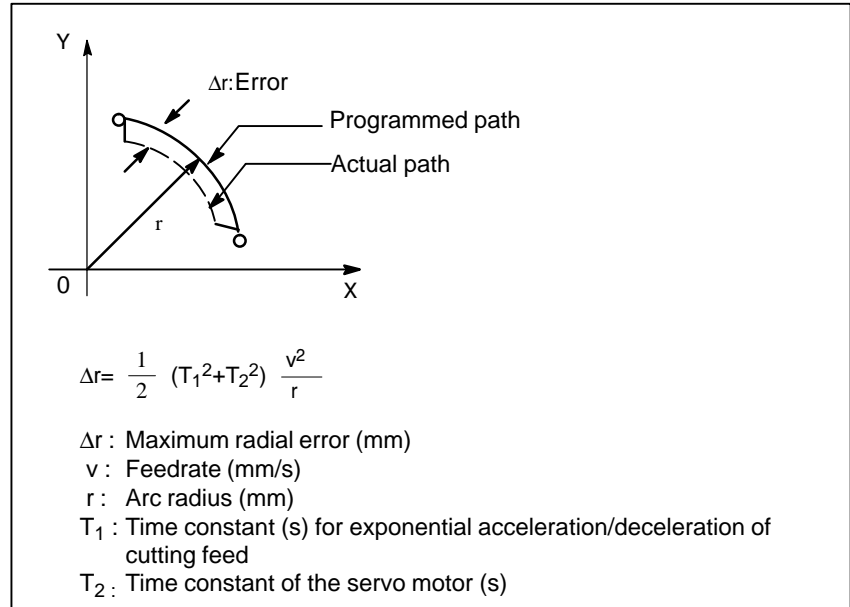 Y
Δr:Error
Programmed path
Actual path
r
0
X
Δr= 1/2 (T₁²+T₂²) v²/r
Δr : Maximum radial error (mm)
v : Feedrate (mm/s)
r : Arc radius (mm)
T₁ : Time constant (s) for exponential acceleration/deceleration of
cutting feed
T₂ : Time constant of the servo motor (s)